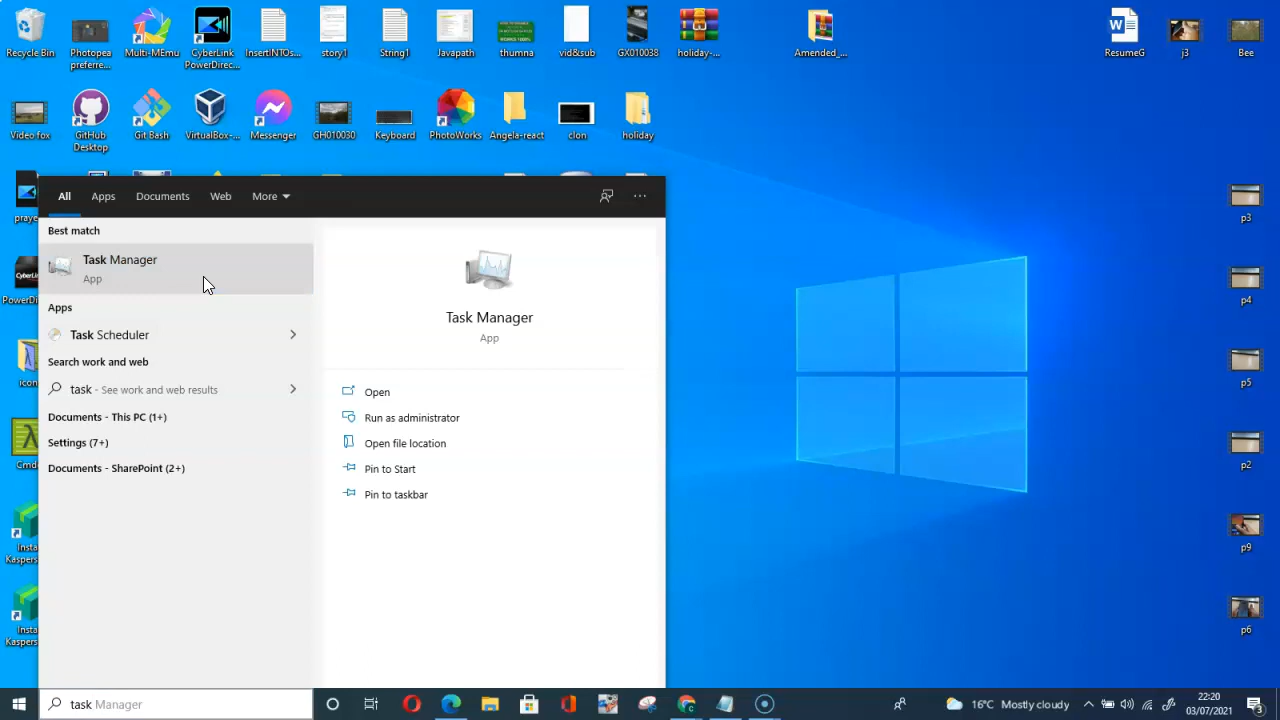 Recycle Bin
Photopea
preferre...
Multi-MEmu
CyberLink
PowerDirec...
InsertiNTOs...
story1
String1
Javapath
thumna
vid&sub
GX010038
holiday-...
Amended_...
ResumeG
j3
Bee
Video fox
GitHub
Desktop
Git Bash
VirtualBox-...
Messenger
GH010030
Keyboard
PhotoWorks
Angela-react
clon
holiday
All
Apps
Documents
Web
More
Best match
Task Manager
App
Apps
Task Scheduler
Search work and web
task - See work and web results
Documents - This PC (1+)
Settings (7+)
Documents - SharePoint (2+)
Task Manager
App
Open
Run as administrator
Open file location
Pin to Start
Pin to taskbar
p3
p4
p5
p2
p9
p6
task Manager
16°C Mostly cloudy
22:20
03/07/2021